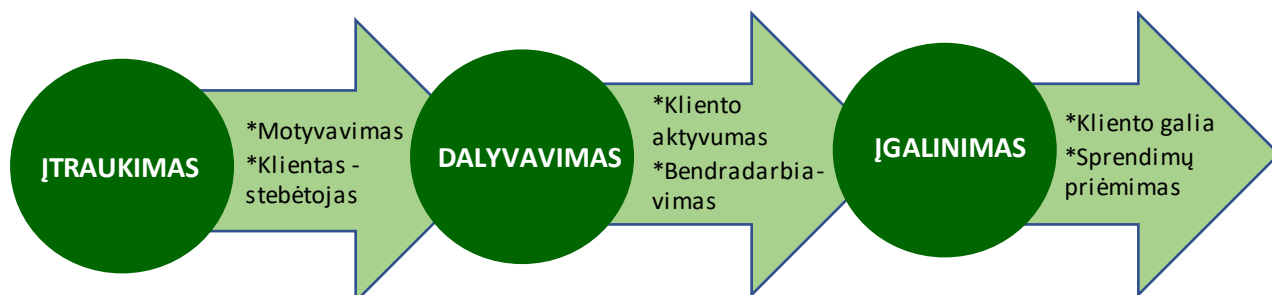 ĮTRAUKIMAS
*Motyvavimas
*Klientas -
stebėtojas
DALYVAVIMAS
*Kliento
aktyvumas
*Bendradarbia-
vimas
ĮGALINIMAS
*Kliento galia
*Sprendimų
priėmimas